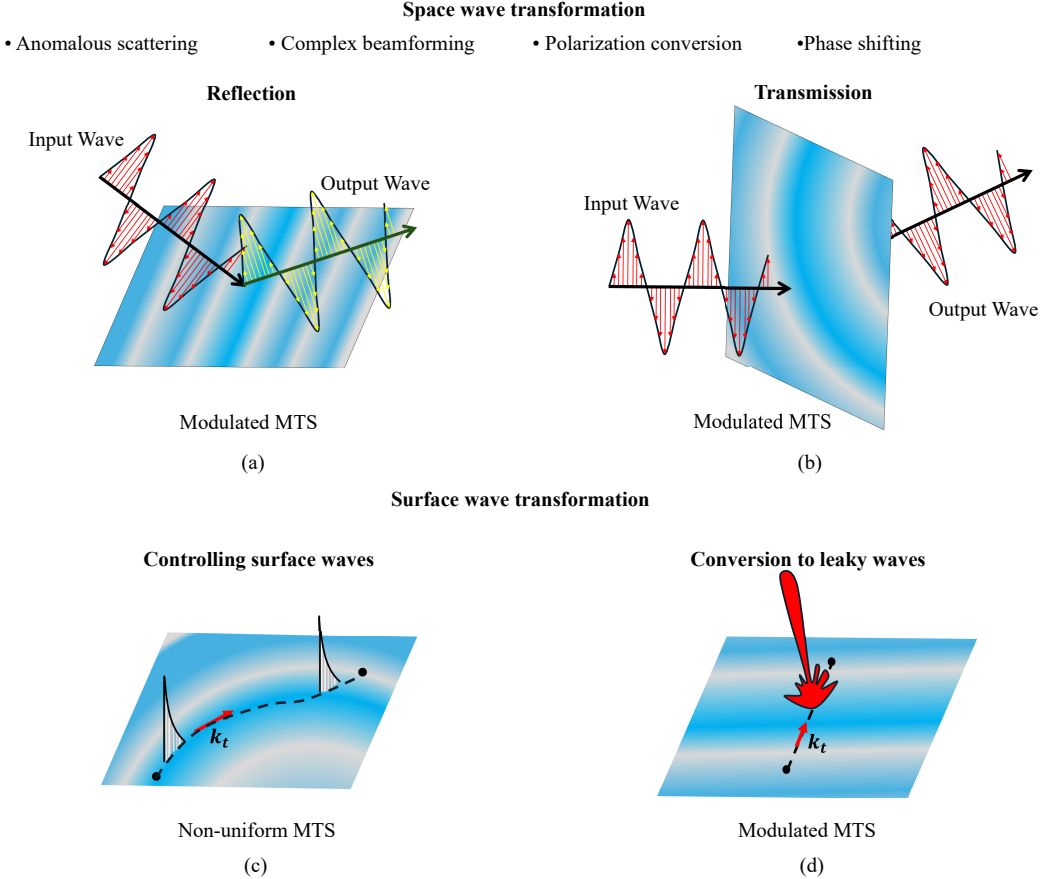 Space wave transformation
• Anomalous scattering • Complex beamforming • Polarization conversion •Phase shifting
Reflection
Transmission
Input Wave
Output Wave
Input Wave
Output Wave
Modulated MTS
Modulated MTS
(a)
(b)
Surface wave transformation
Controlling surface waves
Conversion to leaky waves
k_t
k_t
Non-uniform MTS
Modulated MTS
(c)
(d)